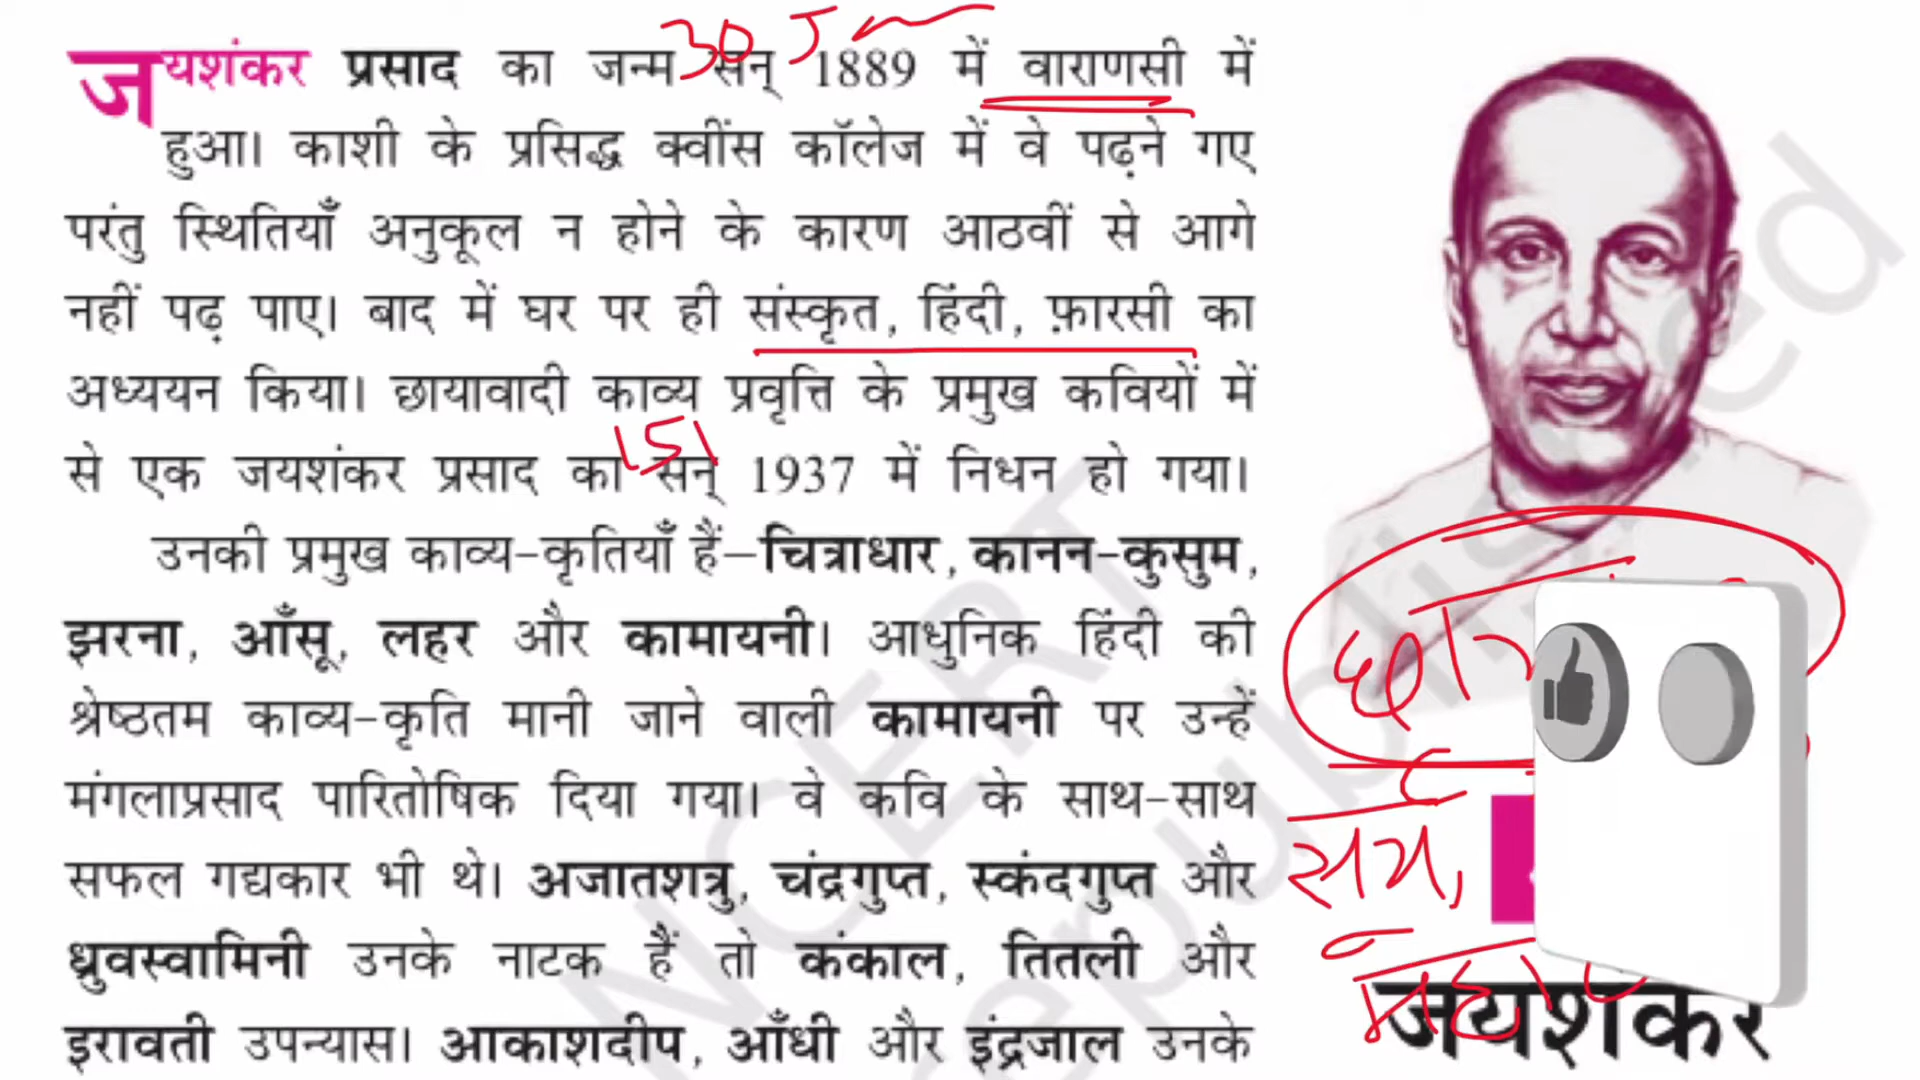 जयशंकर प्रसाद का जन्म सन् 1889 में वाराणसी में
हुआ। काशी के प्रसिद्ध क्वींस कॉलेज में वे पढ़ने गए
परंतु स्थितियाँ अनुकूल न होने के कारण आठवीं से आगे
नहीं पढ़ पाए। बाद में घर पर ही संस्कृत, हिंदी, फ़ारसी का
अध्ययन किया। छायावादी काव्य प्रवृत्ति के प्रमुख कवियों में
से एक जयशंकर प्रसाद का सन् 1937 में निधन हो गया।
उनकी प्रमुख काव्य-कृतियाँ हैं—चित्राधार, कानन-कुसुम,
झरना, आँसू, लहर और कामायनी। आधुनिक हिंदी की
श्रेष्ठतम काव्य-कृति मानी जाने वाली कामायनी पर उन्हें
मंगलाप्रसाद पारितोषिक दिया गया। वे कवि के साथ-साथ
सफल गद्यकार भी थे। अजातशत्रु, चंद्रगुप्त, स्कंदगुप्त और
ध्रुवस्वामिनी उनके नाटक हैं तो कंकाल, तितली और
इरावती उपन्यास। आकाशदीप, आँधी और इंद्रजाल उनके
30 J
151
जयशंकर
NCERT